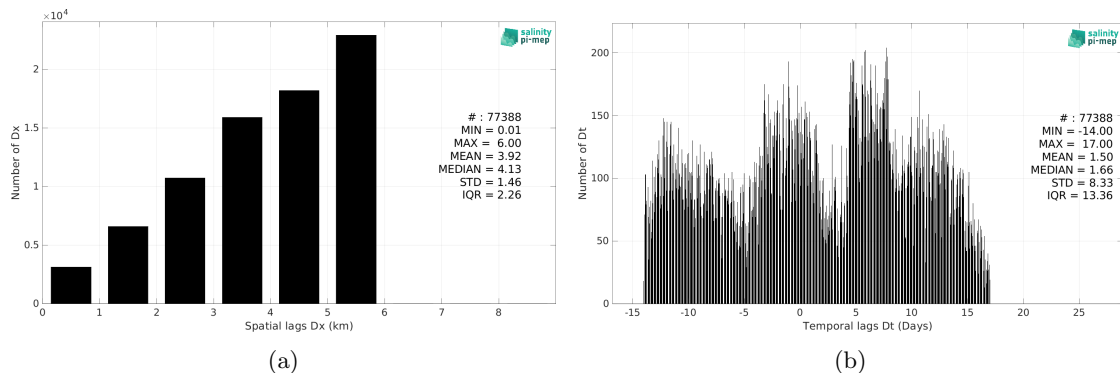 ×10⁴
2
1.5
1
0.5
0
0 1 2 3 4 5 6 7 8
Number of Dx
Spatial lags Dx (km)
salinity
pi-mep
# : 77388
MIN = 0.01
MAX = 6.00
MEAN = 3.92
MEDIAN = 4.13
STD = 1.46
IQR = 2.26
(a)
200
150
100
50
0
-15 -10 -5 0 5 10 15 20 25
Number of Dt
Temporal lags Dt (Days)
salinity
pi-mep
# : 77388
MIN = -14.00
MAX = 17.00
MEAN = 1.50
MEDIAN = 1.66
STD = 8.33
IQR = 13.36
(b)